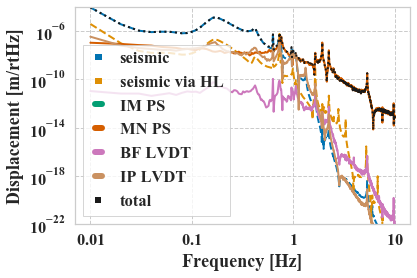 Displacement [m/rtHz]
10⁻⁶
10⁻¹⁰
10⁻¹⁴
10⁻¹⁸
10⁻²²
seismic
seismic via HL
IM PS
MN PS
BF LVDT
IP LVDT
total
0.01 0.1 1 10
Frequency [Hz]